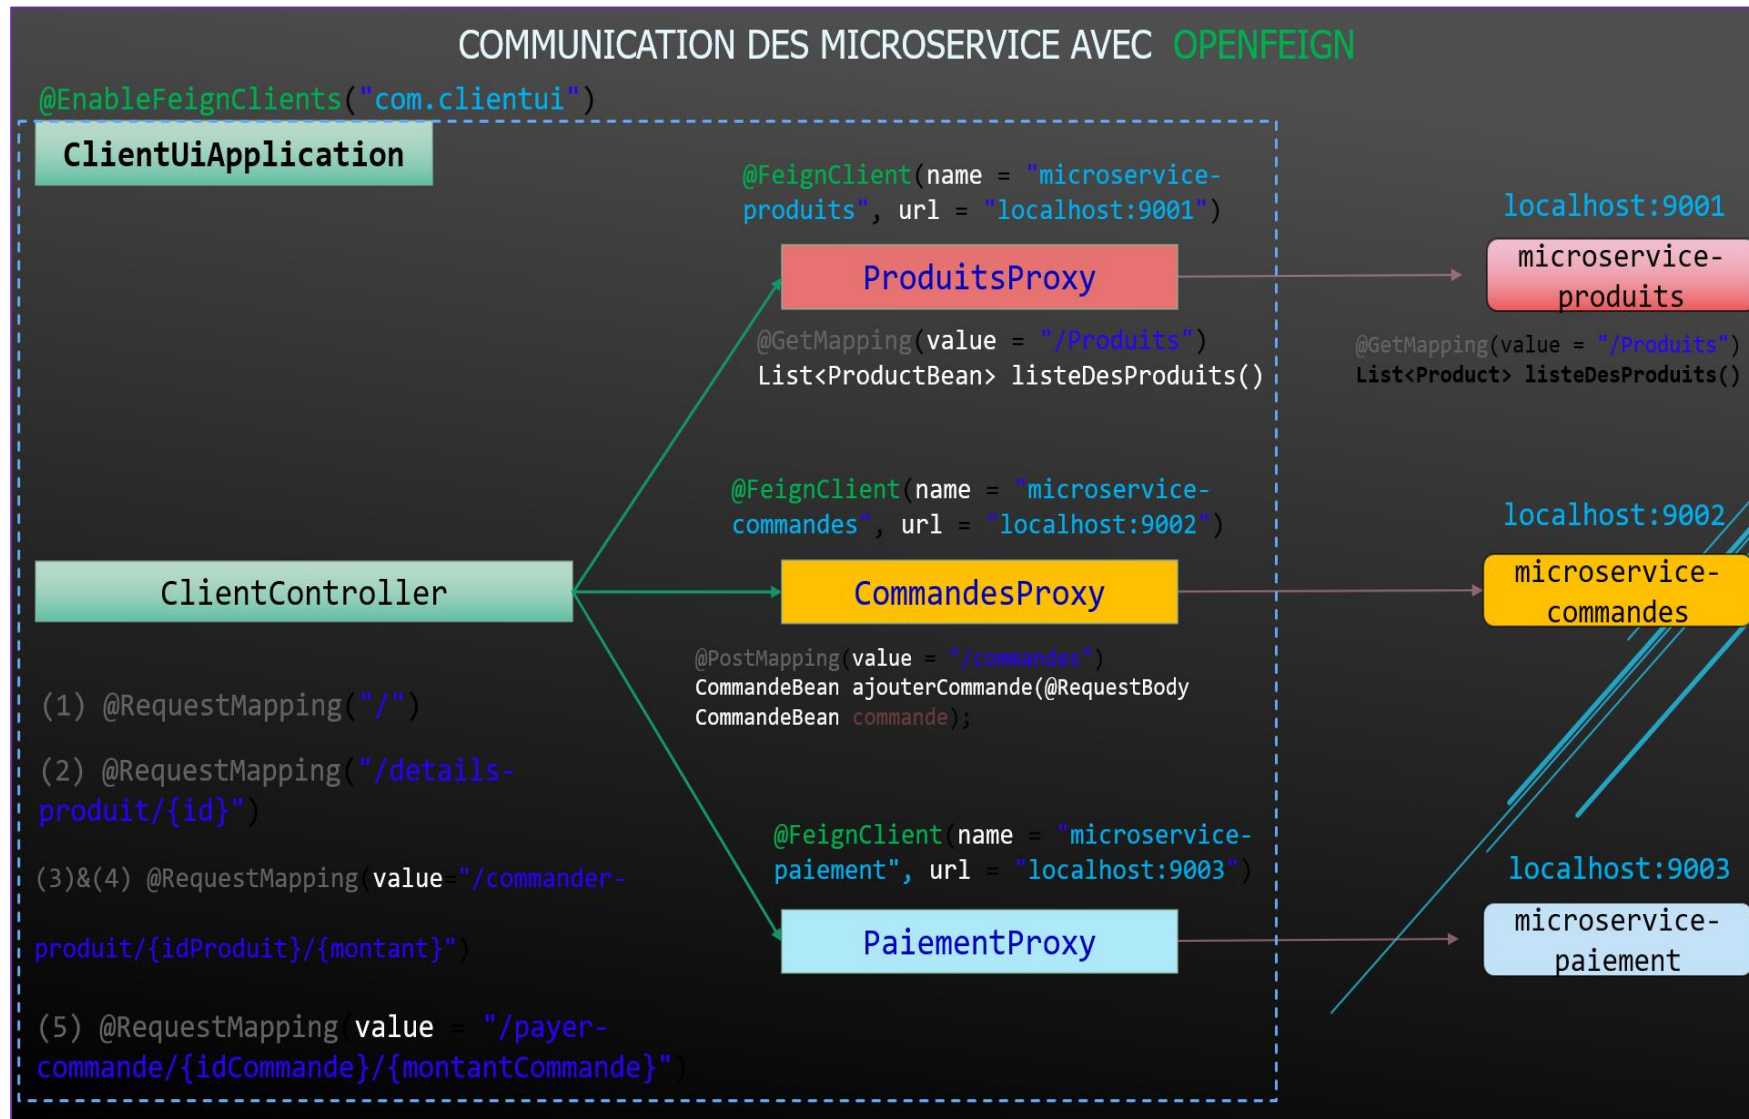 COMMUNICATION DES MICROSERVICE AVEC OPENFEIGN
@EnableFeignClients("com.clientui")
ClientUiApplication
@FeignClient(name = "microservice-
produits", url = "localhost:9001")
ProduitsProxy
@GetMapping(value = "/Produits")
List<ProductBean> listeDesProduits()
localhost:9001
microservice-
produits
@GetMapping(value = "/Produits")
List<Product> listeDesProduits()
@FeignClient(name = "microservice-
commandes", url = "localhost:9002")
ClientController
CommandesProxy
@PostMapping(value = "/commandes")
CommandeBean ajouterCommande(@RequestBody
CommandeBean commande);
localhost:9002
microservice-
commandes
(1) @RequestMapping("/")
(2) @RequestMapping("/details-
produit/{id}")
(3)&(4) @RequestMapping(value="/commander-
produit/{idProduit}/{montant}")
(5) @RequestMapping(value = "/payer-
commande/{idCommande}/{montantCommande}")
@FeignClient(name = "microservice-
paiement", url = "localhost:9003")
PaiementProxy
localhost:9003
microservice-
paiement